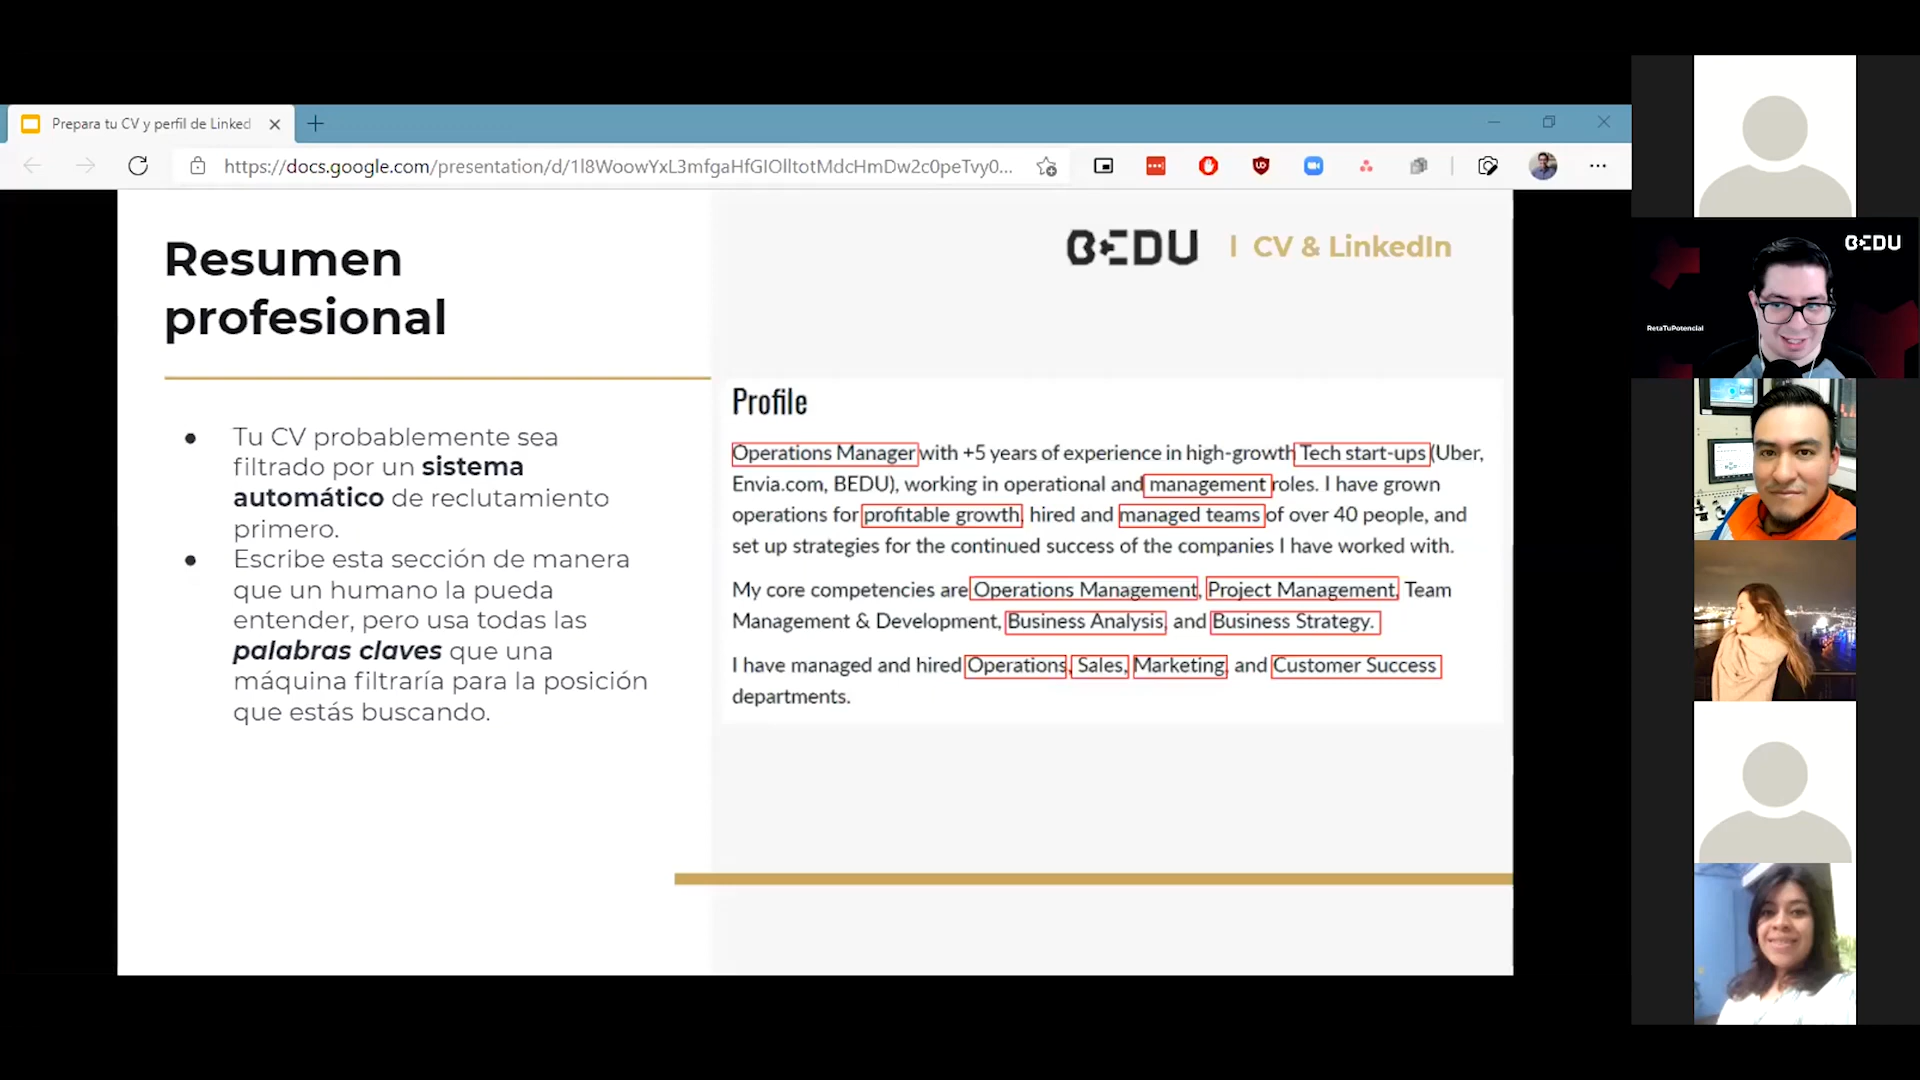 Prepara tu CV y perfil de Linked
https://docs.google.com/presentation/d/1l8WoowYxL3mfgaHfGIOlltotMdcHmDw2c0peTvy0...
Resumen
profesional
BEDU | CV & LinkedIn
● Tu CV probablemente sea
filtrado por un sistema
automático de reclutamiento
primero.
● Escribe esta sección de manera
que un humano la pueda
entender, pero usa todas las
palabras claves que una
máquina filtraría para la posición
que estás buscando.
Profile
Operations Manager with +5 years of experience in high-growth Tech start-ups (Uber,
Envia.com, BEDU), working in operational and management roles. I have grown
operations for profitable growth, hired and managed teams of over 40 people, and
set up strategies for the continued success of the companies I have worked with.
My core competencies are Operations Management, Project Management, Team
Management & Development, Business Analysis, and Business Strategy.
I have managed and hired Operations, Sales, Marketing, and Customer Success
departments.
BEDU
RetaTuPotencial